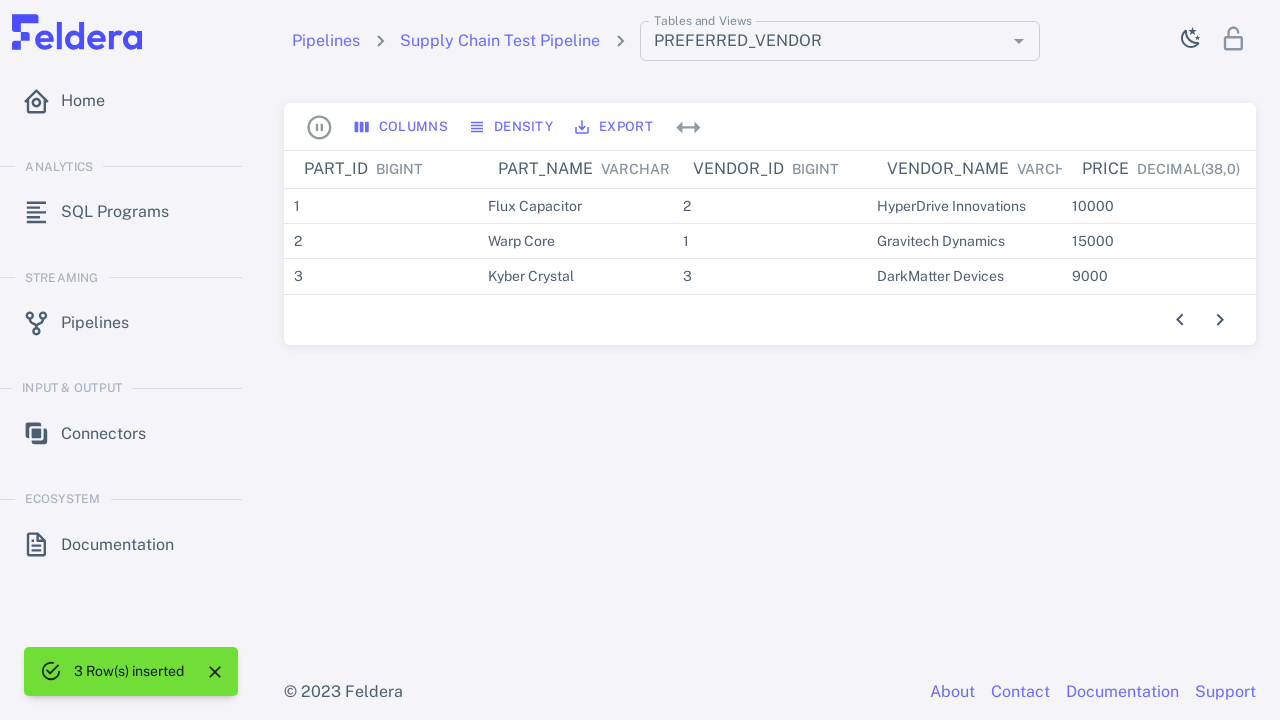 Feldera
Pipelines
Supply Chain Test Pipeline
Tables and Views
PREFERRED_VENDOR
Home
ANALYTICS
SQL Programs
STREAMING
Pipelines
INPUT & OUTPUT
Connectors
ECOSYSTEM
Documentation
COLUMNS DENSITY EXPORT
PART_ID BIGINT PART_NAME VARCHAR VENDOR_ID BIGINT VENDOR_NAME VARCH PRICE DECIMAL(38,0)
1 Flux Capacitor 2 HyperDrive Innovations 10000
2 Warp Core 1 Gravitech Dynamics 15000
3 Kyber Crystal 3 DarkMatter Devices 9000
3 Row(s) inserted
© 2023 Feldera
About Contact Documentation Support